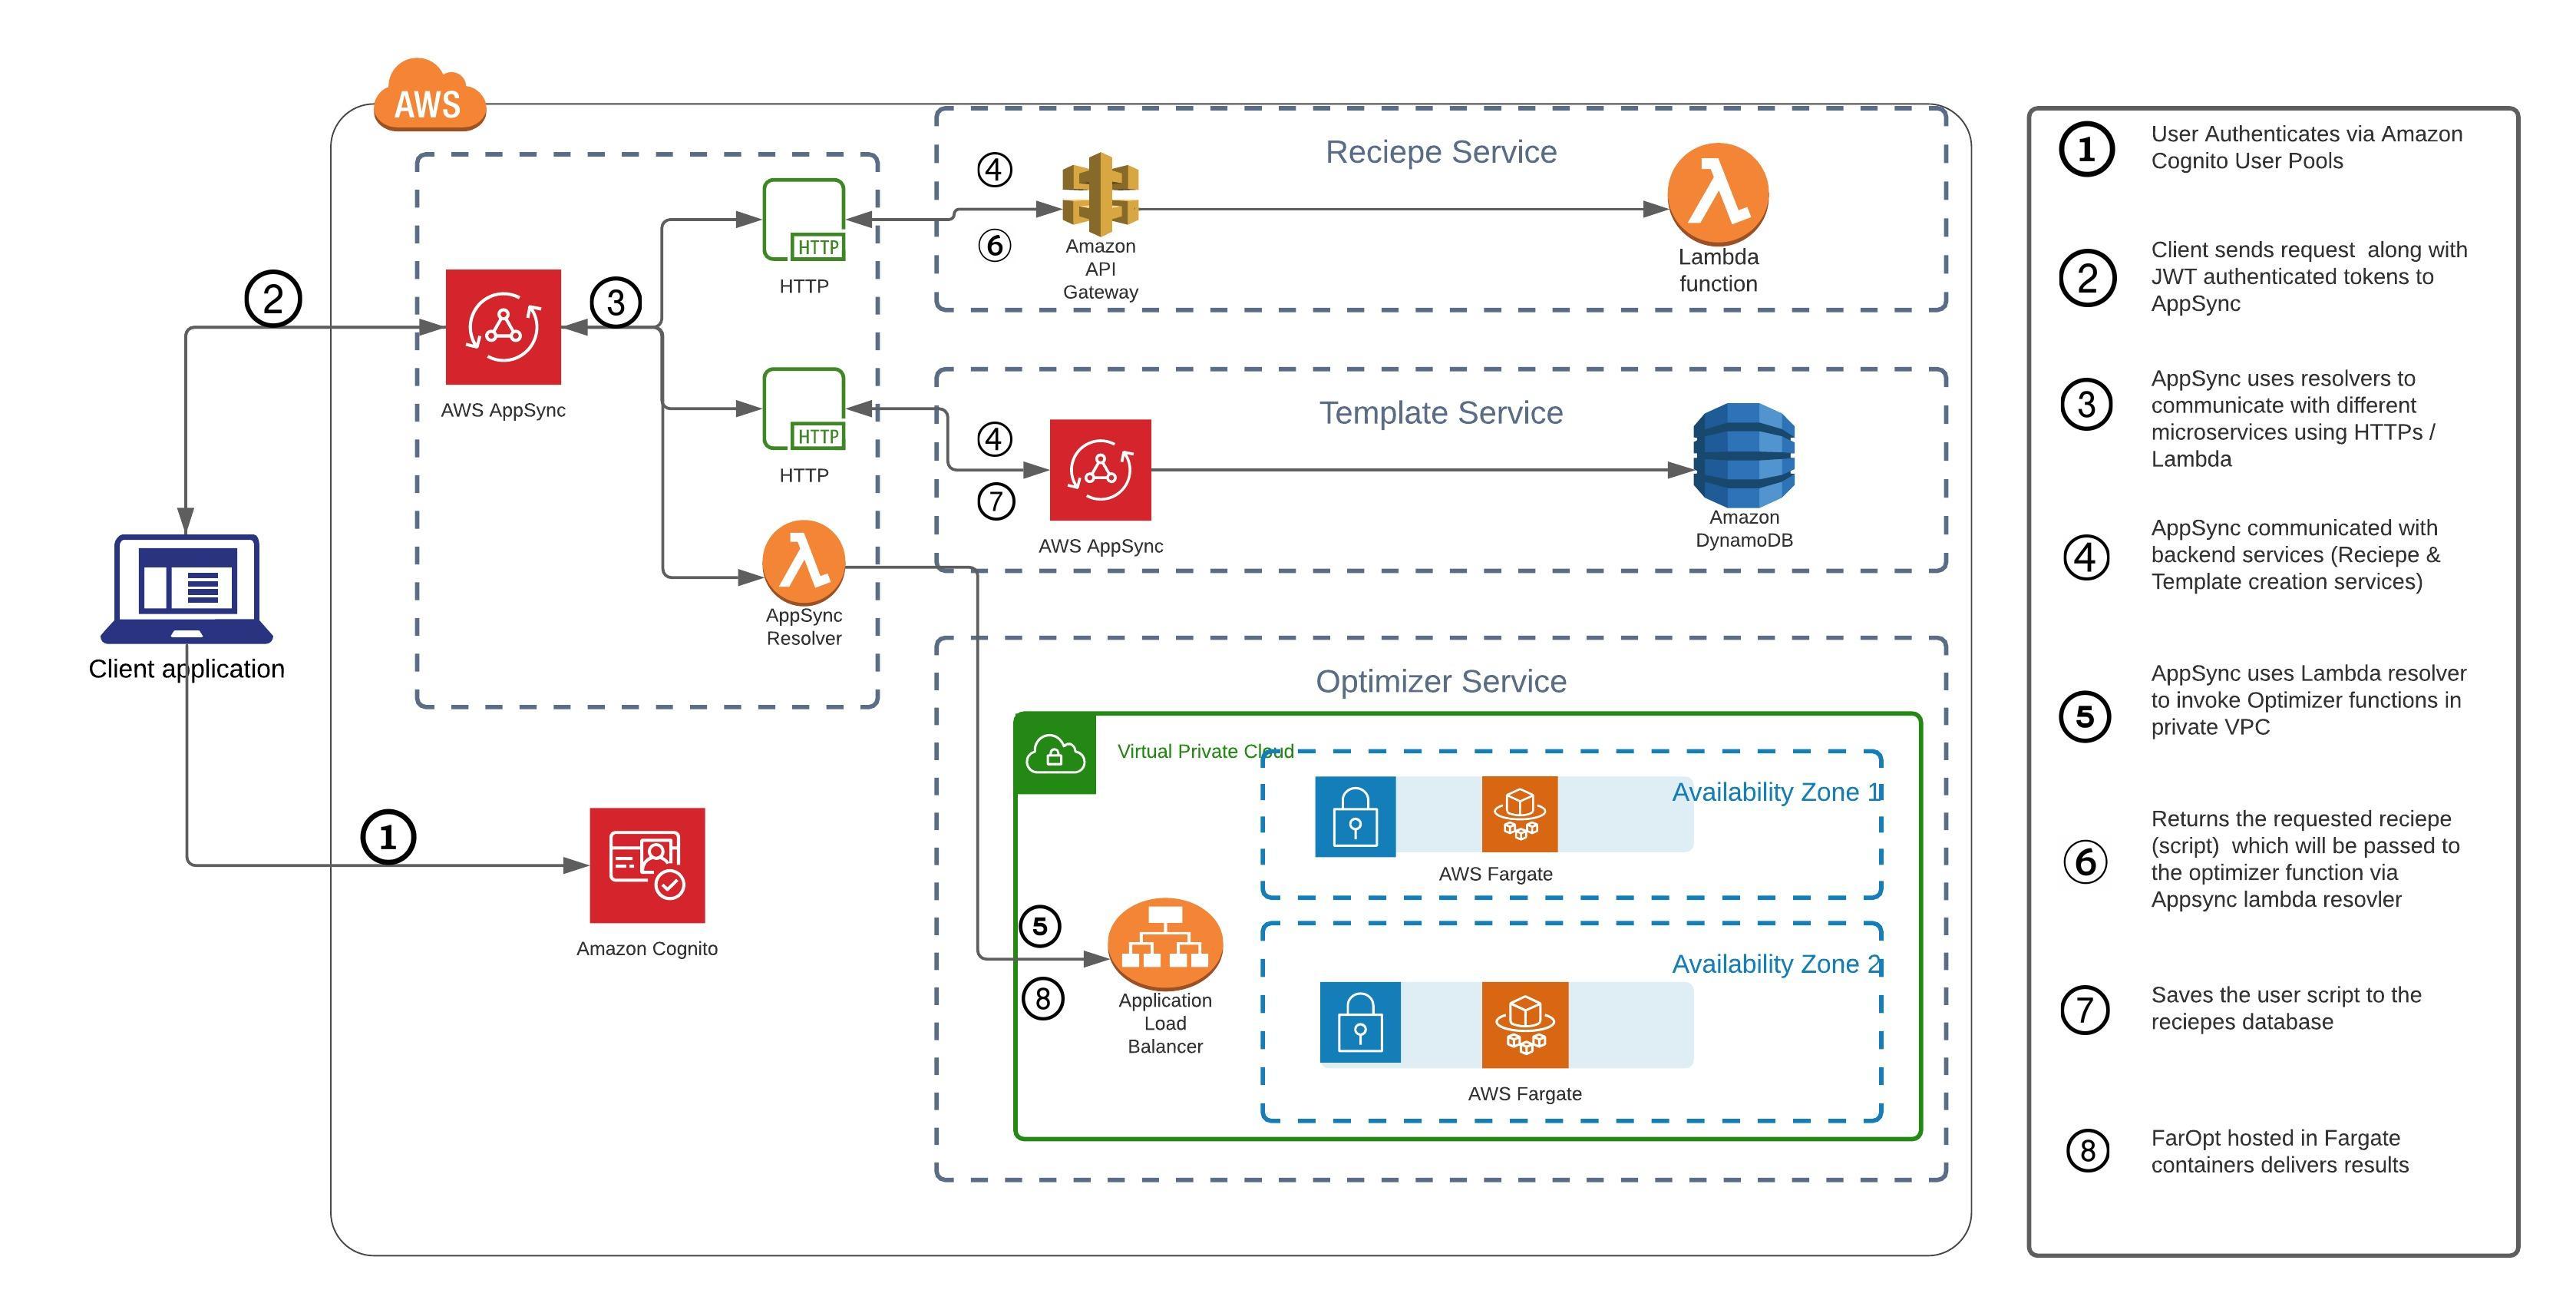 AWS
2
3
HTTP
HTTP
AWS AppSync
HTTP
HTTP
AppSync
Resolver
Client application
1
Amazon Cognito
Reciepe Service
4
6
Amazon
API
Gateway
Lambda
function
Template Service
4
7
AWS AppSync
Amazon
DynamoDB
Optimizer Service
Virtual Private Cloud
Availability Zone 1
AWS Fargate
5
8
Application
Load
Balancer
Availability Zone 2
AWS Fargate
1
User Authenticates via Amazon
Cognito User Pools
2
Client sends request along with
JWT authenticated tokens to
AppSync
3
AppSync uses resolvers to
communicate with different
microservices using HTTPs /
Lambda
4
AppSync communicated with
backend services (Reciepe &
Template creation services)
5
AppSync uses Lambda resolver
to invoke Optimizer functions in
private VPC
6
Returns the requested reciepe
(script) which will be passed to
the optimizer function via
Appsync lambda resovler
7
Saves the user script to the
reciepes database
8
FarOpt hosted in Fargate
containers delivers results